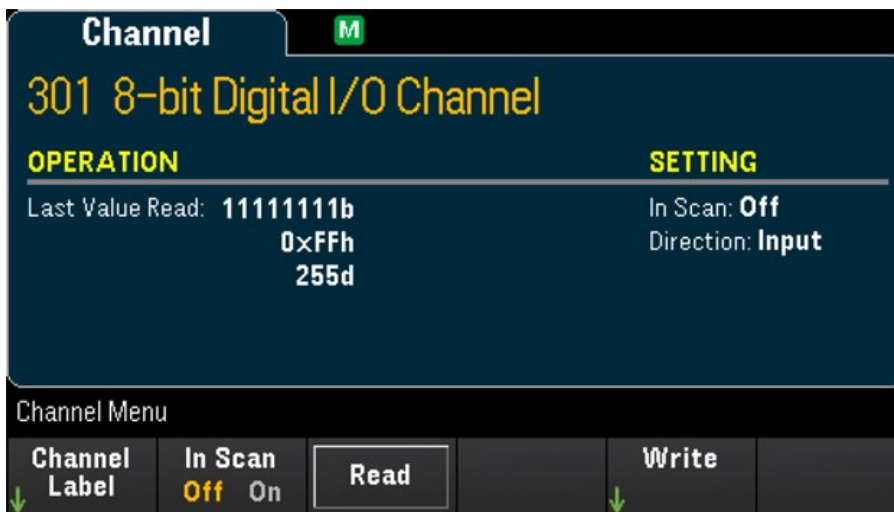 Channel M
301 8-bit Digital I/O Channel
OPERATION
Last Value Read: 11111111b
0xFFh
255d
SETTING
In Scan: Off
Direction: Input
Channel Menu
Channel Label
In Scan
Off On
Read
Write